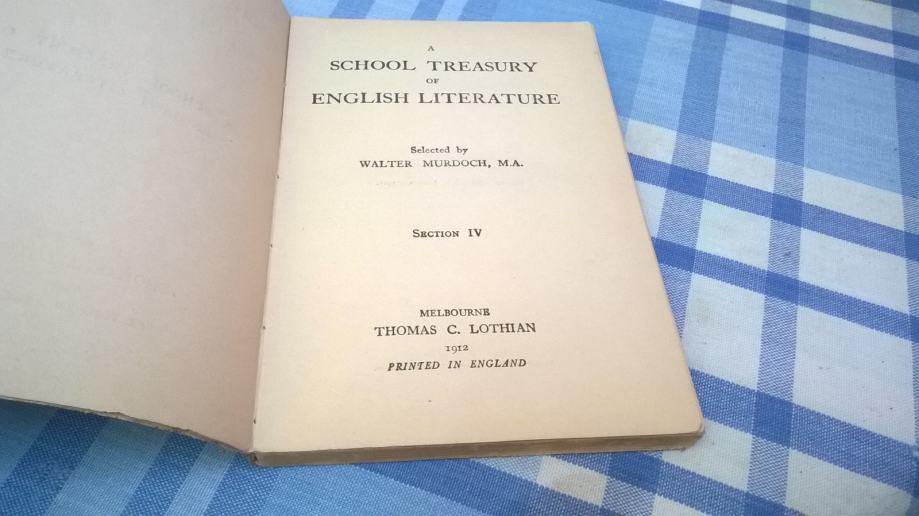 A
SCHOOL TREASURY
OF
ENGLISH LITERATURE
Selected by
WALTER MURDOCH, M.A.
SECTION IV
MELBOURNE
THOMAS C. LOTHIAN
1912
PRINTED IN ENGLAND